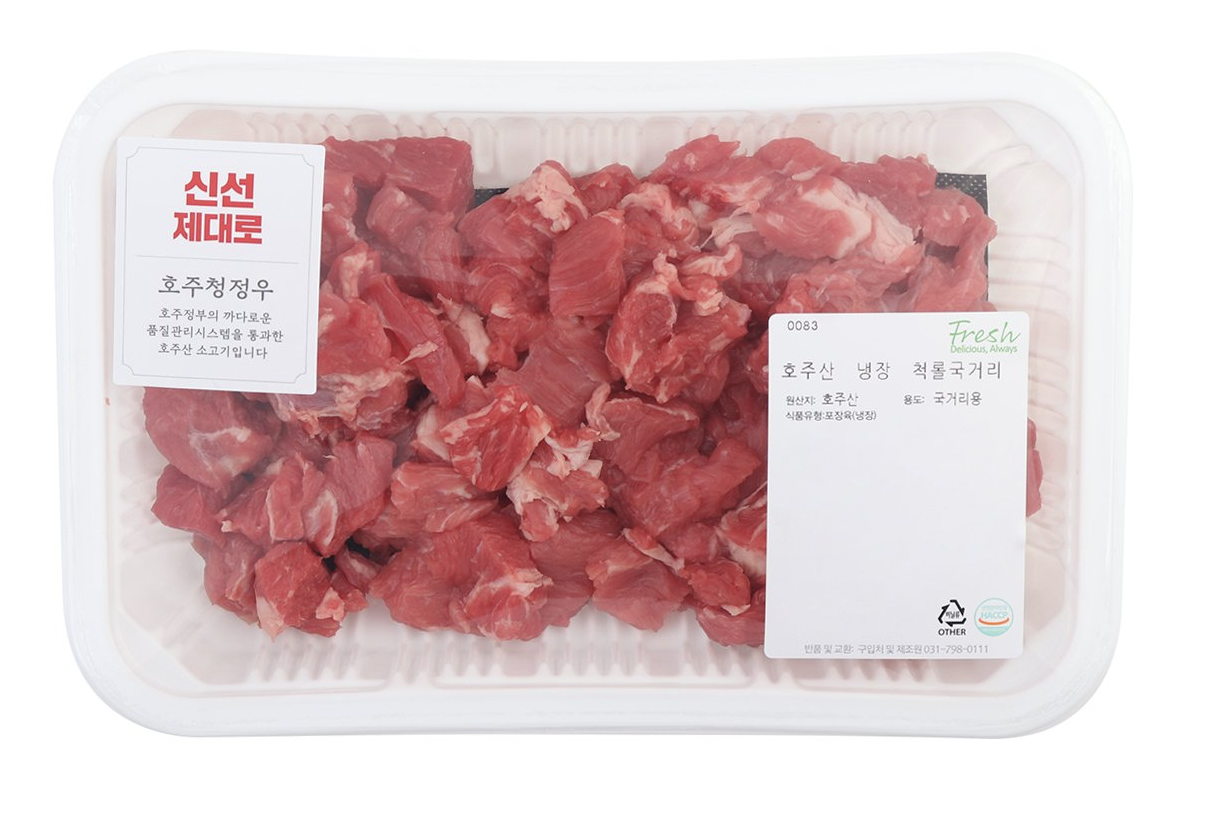 신선
제대로
호주청정우
호주정부의 까다로운
품질관리시스템을 통과한
호주산 소고기입니다
0083
Fresh
Delicious, Always
호주산 냉장 척롤국거리
원산지: 호주산 용도: 국거리용
식품유형:포장육(냉장)
비닐류
OTHER
HACCP
반품 및 교환: 구입처 및 제조원 031-798-0111